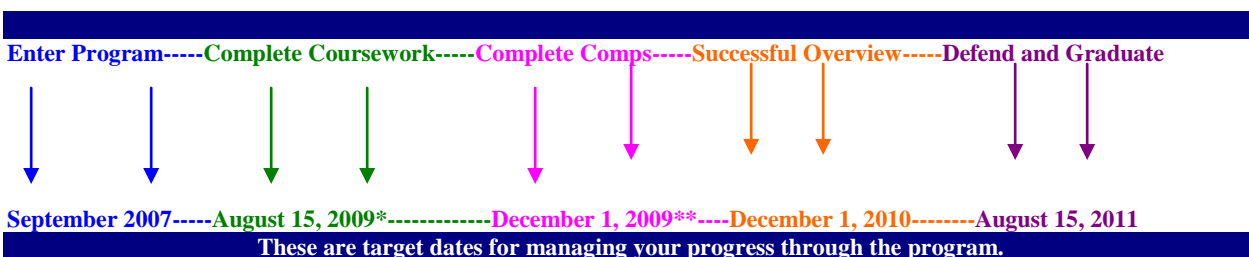 Enter Program-----Complete Coursework-----Complete Comps-----Successful Overview-----Defend and Graduate
September 2007-----August 15, 2009*-------------December 1, 2009**----December 1, 2010--------August 15, 2011
These are target dates for managing your progress through the program.